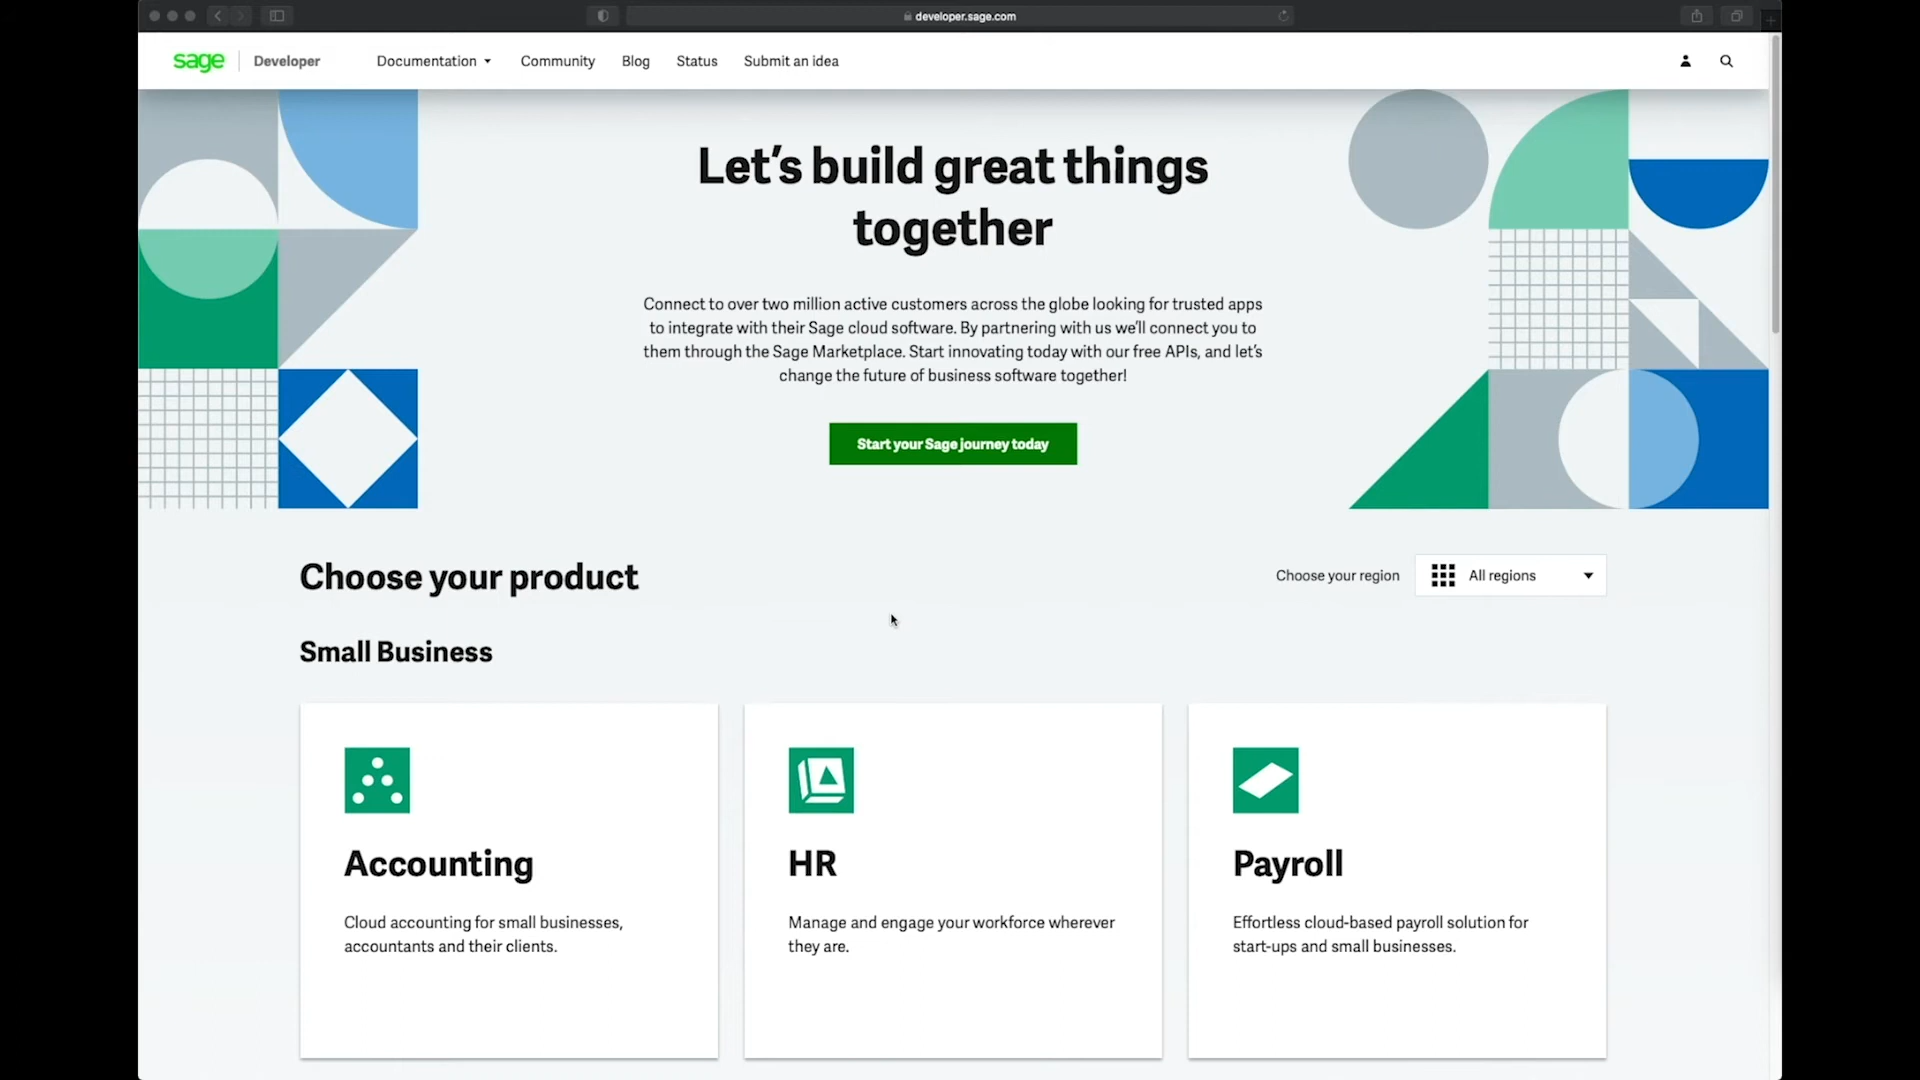 developer.sage.com
sage Developer Documentation Community Blog Status Submit an idea
Let's build great things
together
Connect to over two million active customers across the globe looking for trusted apps
to integrate with their Sage cloud software. By partnering with us we'll connect you to
them through the Sage Marketplace. Start innovating today with our free APIs, and let's
change the future of business software together!
Start your Sage journey today
Choose your product
Choose your region All regions
Small Business
Accounting
Cloud accounting for small businesses,
accountants and their clients.
HR
Manage and engage your workforce wherever
they are.
Payroll
Effortless cloud-based payroll solution for
start-ups and small businesses.